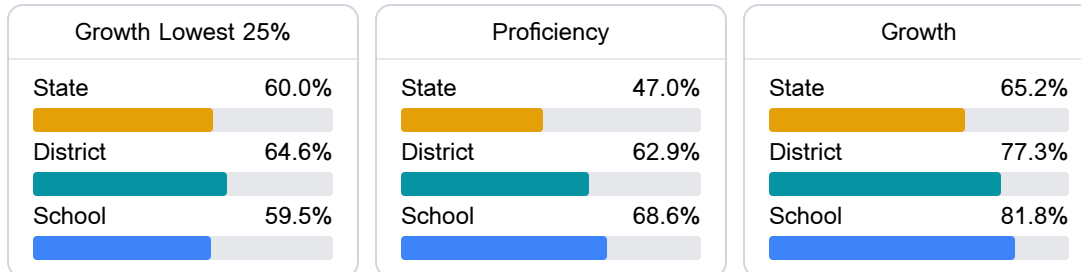 Growth Lowest 25%
State 60.0%
District 64.6%
School 59.5%
Proficiency
State 47.0%
District 62.9%
School 68.6%
Growth
State 65.2%
District 77.3%
School 81.8%